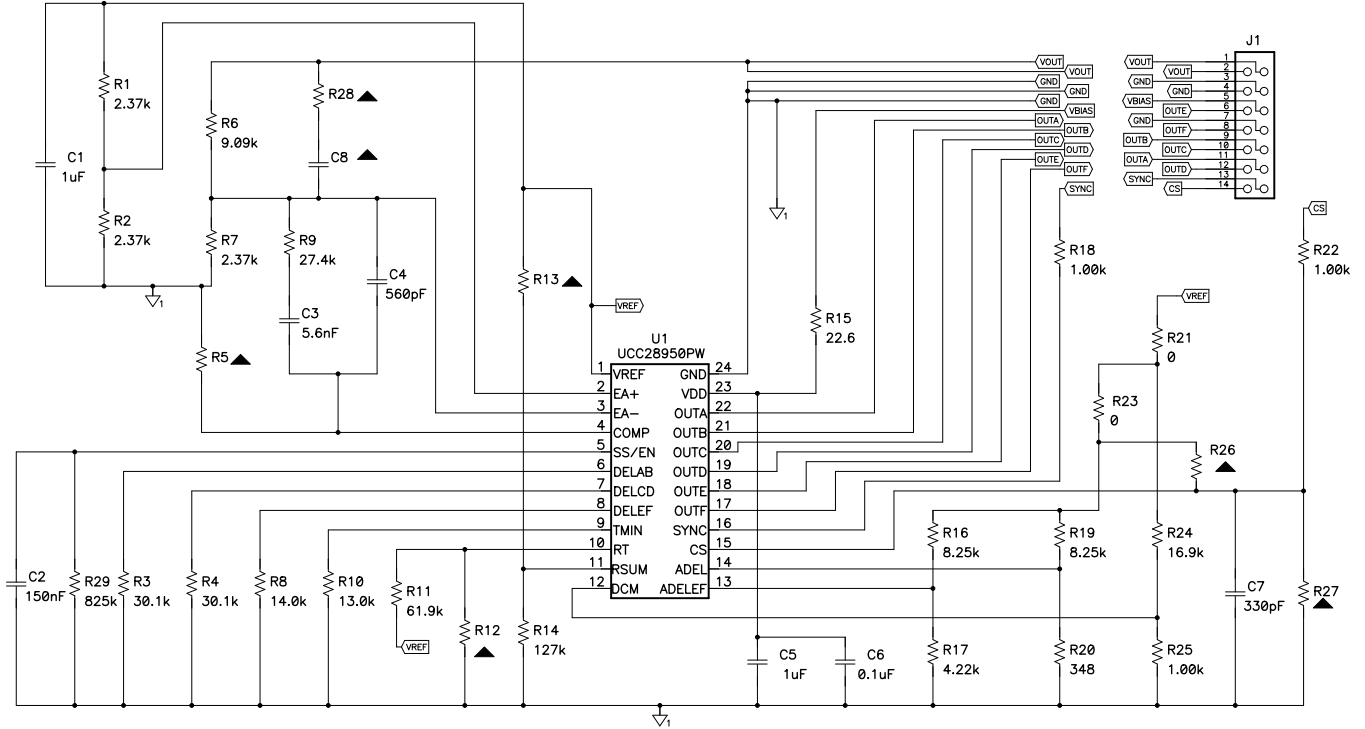 J1
VOUT
VOUT
GND
GND
GND
VBIAS
OUTA
OUTB
OUTC
OUTD
OUTE
OUTF
SYNC
VOUT 1
VOUT 2
GND 3
GND 4
VBIAS 5
OUTE 6
GND 7
OUTF 8
OUTB 9
OUTC 10
OUTA 11
OUTD 12
SYNC 13
CS 14
R1
2.37k
R28
R6
9.09k
C1
1uF
C8
R2
2.37k
R7
2.37k
R9
27.4k
C4
560pF
C3
5.6nF
1
R5
R13
VREF
1
CS
R18
1.00k
R22
1.00k
VREF
R15
22.6
R21
0
R23
0
R26
U1
UCC28950PW
1 VREF GND 24
2 EA+ VDD 23
3 EA− OUTA 22
4 COMP OUTB 21
5 SS/EN OUTC 20
6 DELAB OUTD 19
7 DELCD OUTE 18
8 DELEF OUTF 17
9 TMIN SYNC 16
10 RT CS 15
11 RSUM ADEL 14
12 DCM ADELEF 13
R16
8.25k
R19
8.25k
R24
16.9k
C2
150nF
R29
825k
R3
30.1k
R4
30.1k
R8
14.0k
R10
13.0k
R11
61.9k
VREF
R12
R14
127k
C5
1uF
C6
0.1uF
R17
4.22k
R20
348
R25
1.00k
C7
330pF
R27
1